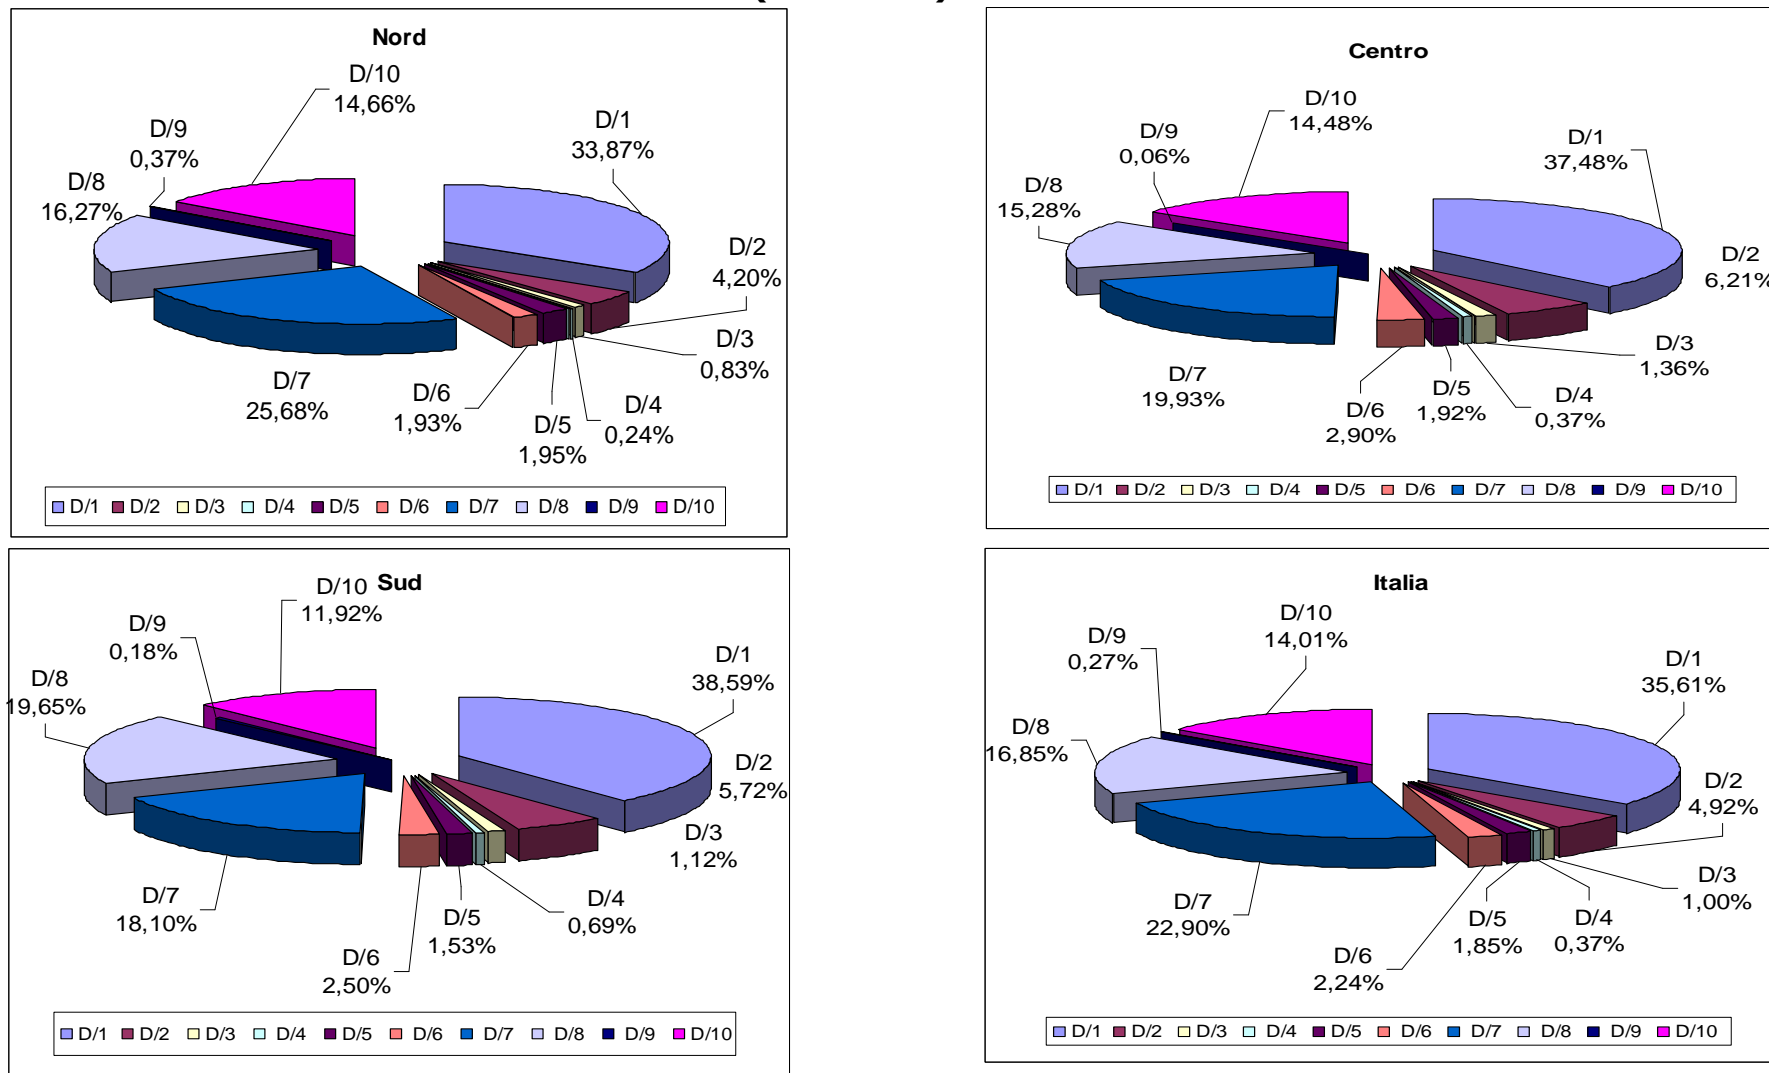 Nord
D/10
14,66%
D/1
33,87%
D/9
0,37%
D/8
16,27%
D/2
4,20%
D/3
0,83%
D/7
25,68%
D/6
1,93%
D/4
0,24%
D/5
1,95%
D/1 D/2 D/3 D/4 D/5 D/6 D/7 D/8 D/9 D/10
Centro
D/10
14,48%
D/9
0,06%
D/1
37,48%
D/8
15,28%
D/2
6,21%
D/3
1,36%
D/7
19,93%
D/5
1,92%
D/4
0,37%
D/6
2,90%
D/1 D/2 D/3 D/4 D/5 D/6 D/7 D/8 D/9 D/10
Sud
D/10
11,92%
D/9
0,18%
D/1
38,59%
D/8
19,65%
D/2
5,72%
D/3
1,12%
D/7
18,10%
D/4
0,69%
D/5
1,53%
D/6
2,50%
D/1 D/2 D/3 D/4 D/5 D/6 D/7 D/8 D/9 D/10
Italia
D/10
14,01%
D/9
0,27%
D/1
35,61%
D/8
16,85%
D/2
4,92%
D/3
1,00%
D/7
22,90%
D/5
1,85%
D/4
0,37%
D/6
2,24%
D/1 D/2 D/3 D/4 D/5 D/6 D/7 D/8 D/9 D/10